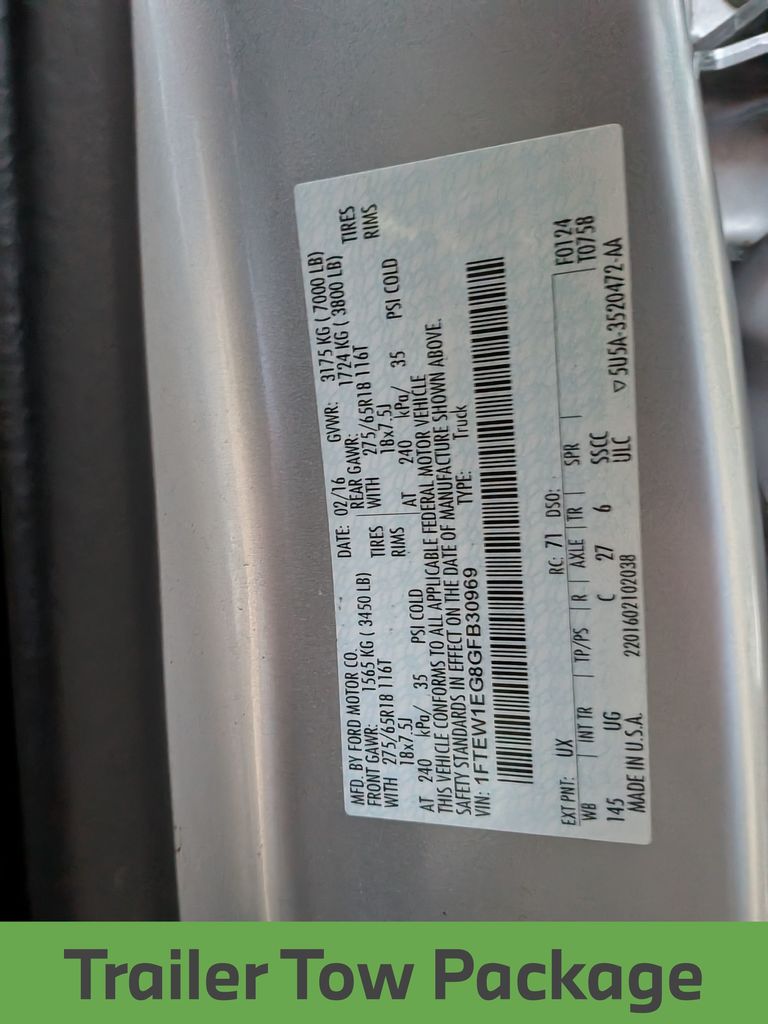 MFD. BY FORD MOTOR CO. DATE: 02/16 GVWR: 3175 KG ( 7000 LB)
FRONT GAWR: 1565 KG ( 3450 LB) REAR GAWR: 1724 KG ( 3800 LB)
WITH 275/65R18 116T TIRES WITH 275/65R18 116T TIRES
18x7.5J RIMS 18x7.5J RIMS
AT 240 kPa/ 35 PSI COLD AT 240 kPa/ 35 PSI COLD
THIS VEHICLE CONFORMS TO ALL APPLICABLE FEDERAL MOTOR VEHICLE
SAFETY STANDARDS IN EFFECT ON THE DATE OF MANUFACTURE SHOWN ABOVE.
VIN: 1FTEW1EG8GFB30969 TYPE: Truck
EXT PNT: UX RC: 71 DSO: F0124
WB INT TR TP/PS R AXLE TR SPR T0758
145 UG C 27 6 SSCC
MADE IN U.S.A. 2201602102038 ULC ▽5U5A-3520472-AA
Trailer Tow Package